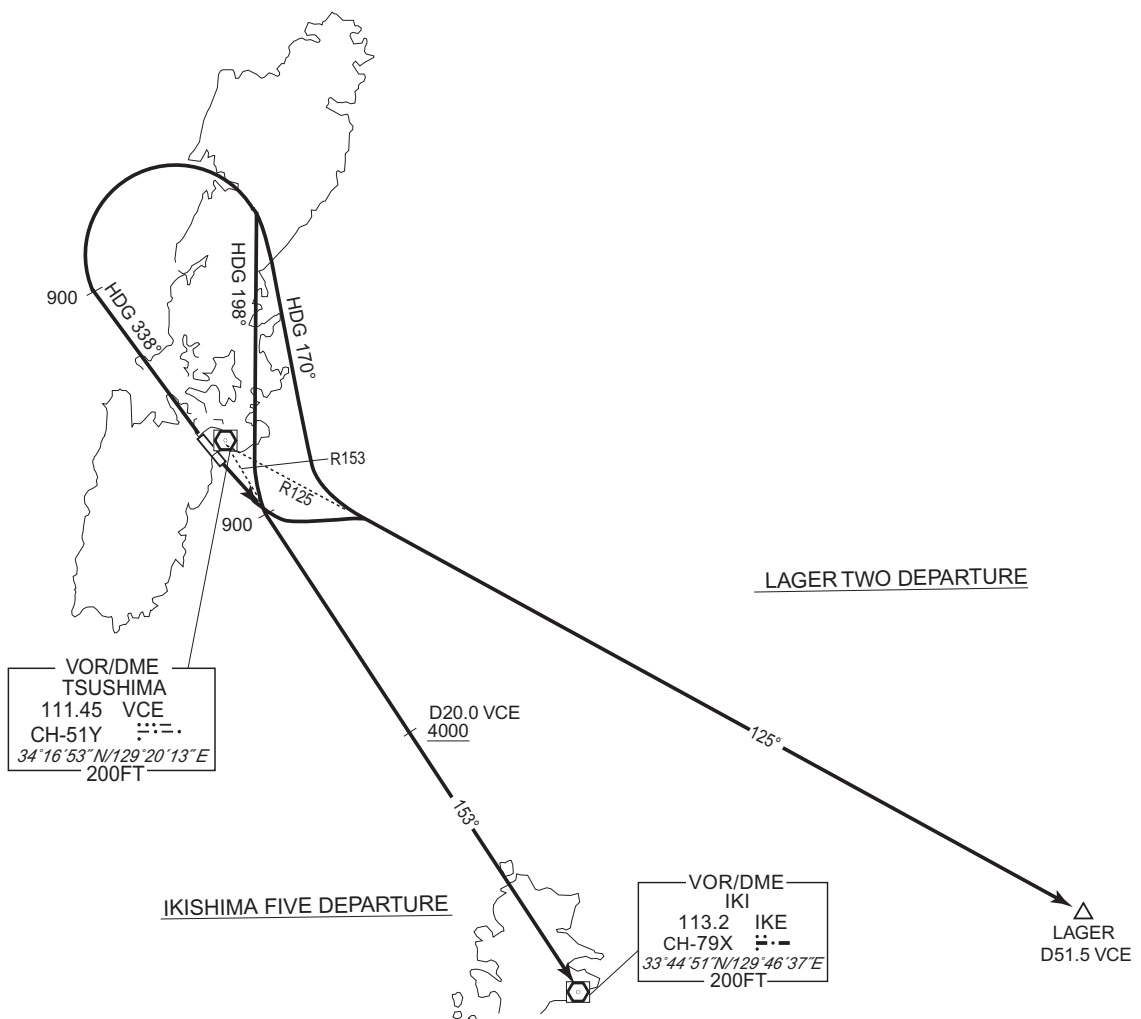 900
HDG 338°
HDG 198°
HDG 170°
R153
R125
900
LAGER TWO DEPARTURE
VOR/DME
TSUSHIMA
111.45 VCE
CH-51Y
34°16´53˝N/129°20´13˝E
200FT
D20.0 VCE
4000
125°
153°
IKISHIMA FIVE DEPARTURE
VOR/DME
IKI
113.2 IKE
CH-79X
33°44´51˝N/129°46´37˝E
200FT
LAGER
D51.5 VCE